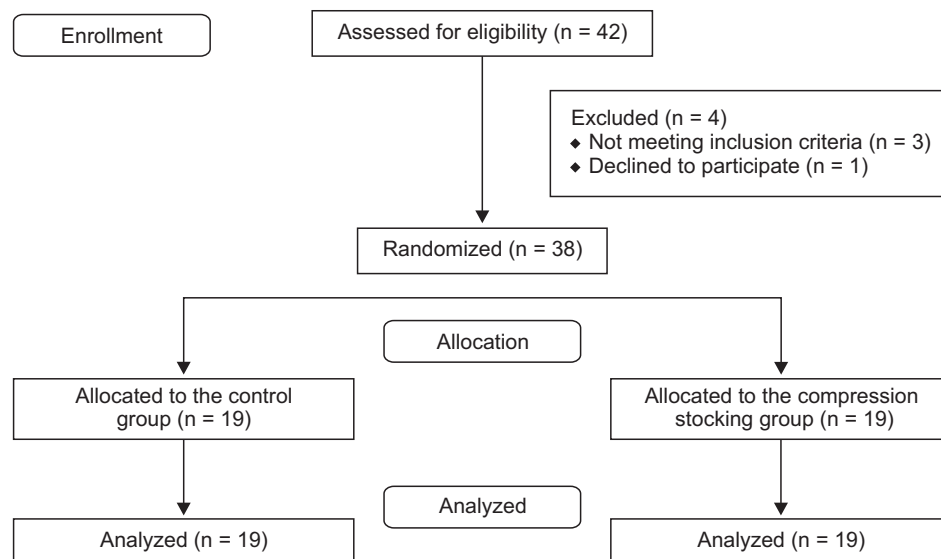 Enrollment
Assessed for eligibility (n = 42)
Excluded (n = 4)
◆ Not meeting inclusion criteria (n = 3)
◆ Declined to participate (n = 1)
Randomized (n = 38)
Allocation
Allocated to the control
group (n = 19)
Allocated to the compression
stocking group (n = 19)
Analyzed
Analyzed (n = 19)
Analyzed (n = 19)